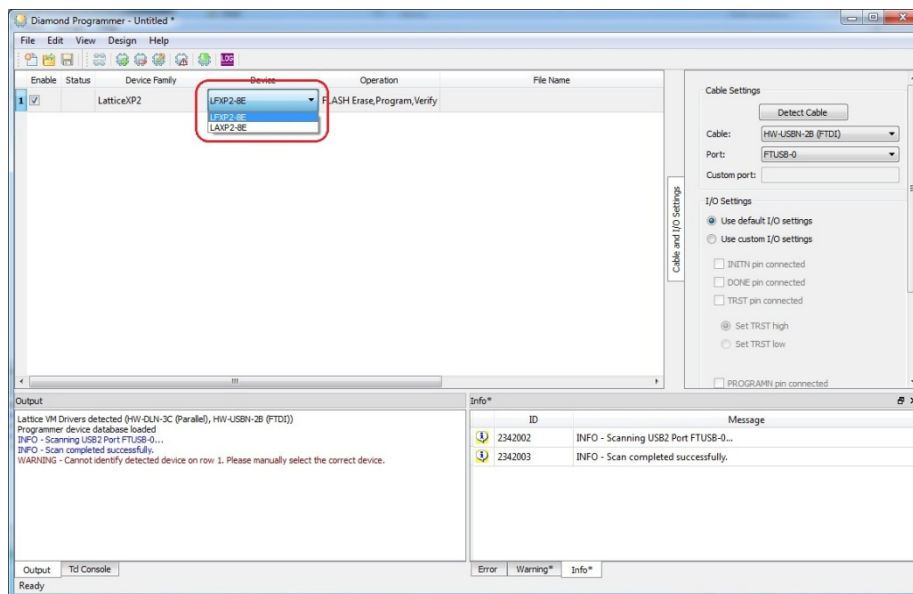 Diamond Programmer - Untitled *
File Edit View Design Help
LOG
Enable Status Device Family Device Operation File Name
1 LatticeXP2 LFXP2-8E FLASH Erase,Program,Verify
LFXP2-8E
LAXP2-8E
Cable and I/O Settings
Cable Settings
Detect Cable
Cable: HW-USBN-2B (FTDI)
Port: FTUSB-0
Custom port:
I/O Settings
Use default I/O settings
Use custom I/O settings
INITN pin connected
DONE pin connected
TRST pin connected
Set TRST high
Set TRST low
PROGRAMN pin connected
Output
Lattice VM Drivers detected (HW-DLN-3C (Parallel), HW-USBN-2B (FTDI))
Programmer device database loaded
INFO - Scanning USB2 Port FTUSB-0...
INFO - Scan completed successfully.
WARNING - Cannot identify detected device on row 1. Please manually select the correct device.
Output Tcl Console
Info*
ID Message
2342002 INFO - Scanning USB2 Port FTUSB-0...
2342003 INFO - Scan completed successfully.
Error Warning* Info*
Ready